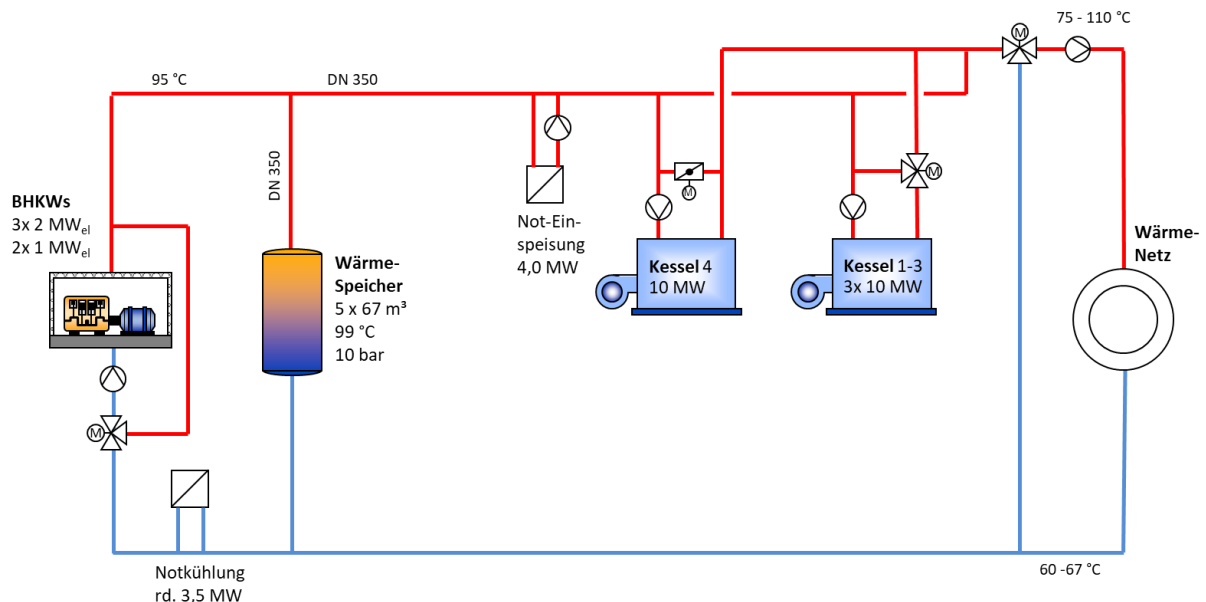 75 - 110 °C
M
95 °C
DN 350
DN 350
BHKWs
3x 2 MWel
2x 1 MWel
Wärme-
Speicher
5 x 67 m³
99 °C
10 bar
Not-Ein-
speisung
4,0 MW
M
Kessel 4
10 MW
M
Kessel 1-3
3x 10 MW
Wärme-
Netz
M
Notkühlung
rd. 3,5 MW
60 -67 °C